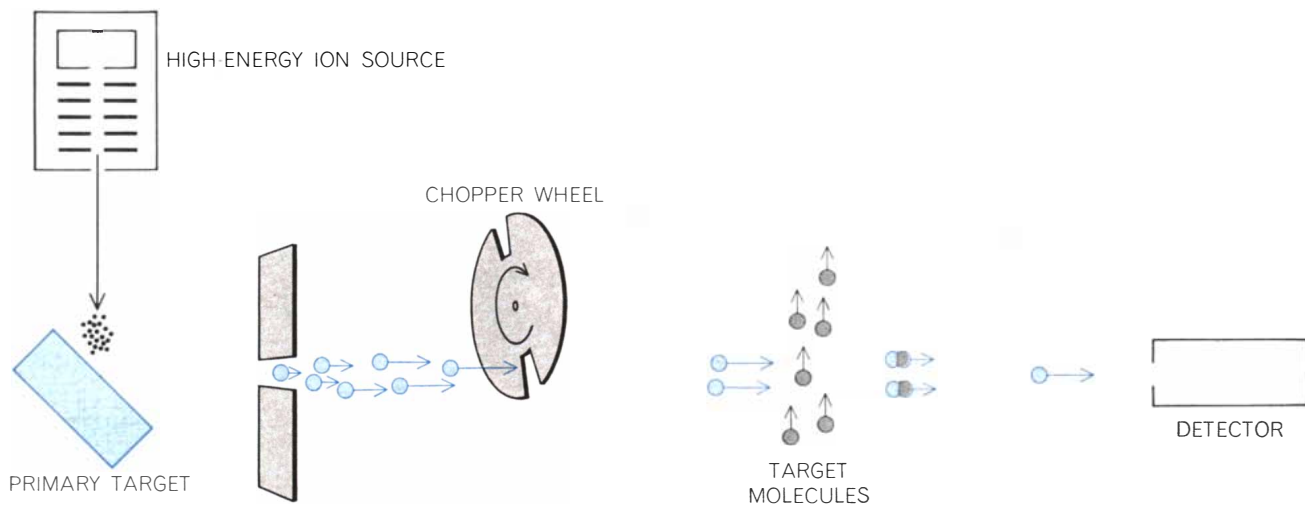 HIGH-ENERGY ION SOURCE
CHOPPER WHEEL
PRIMARY TARGET
TARGET
MOLECULES
DETECTOR